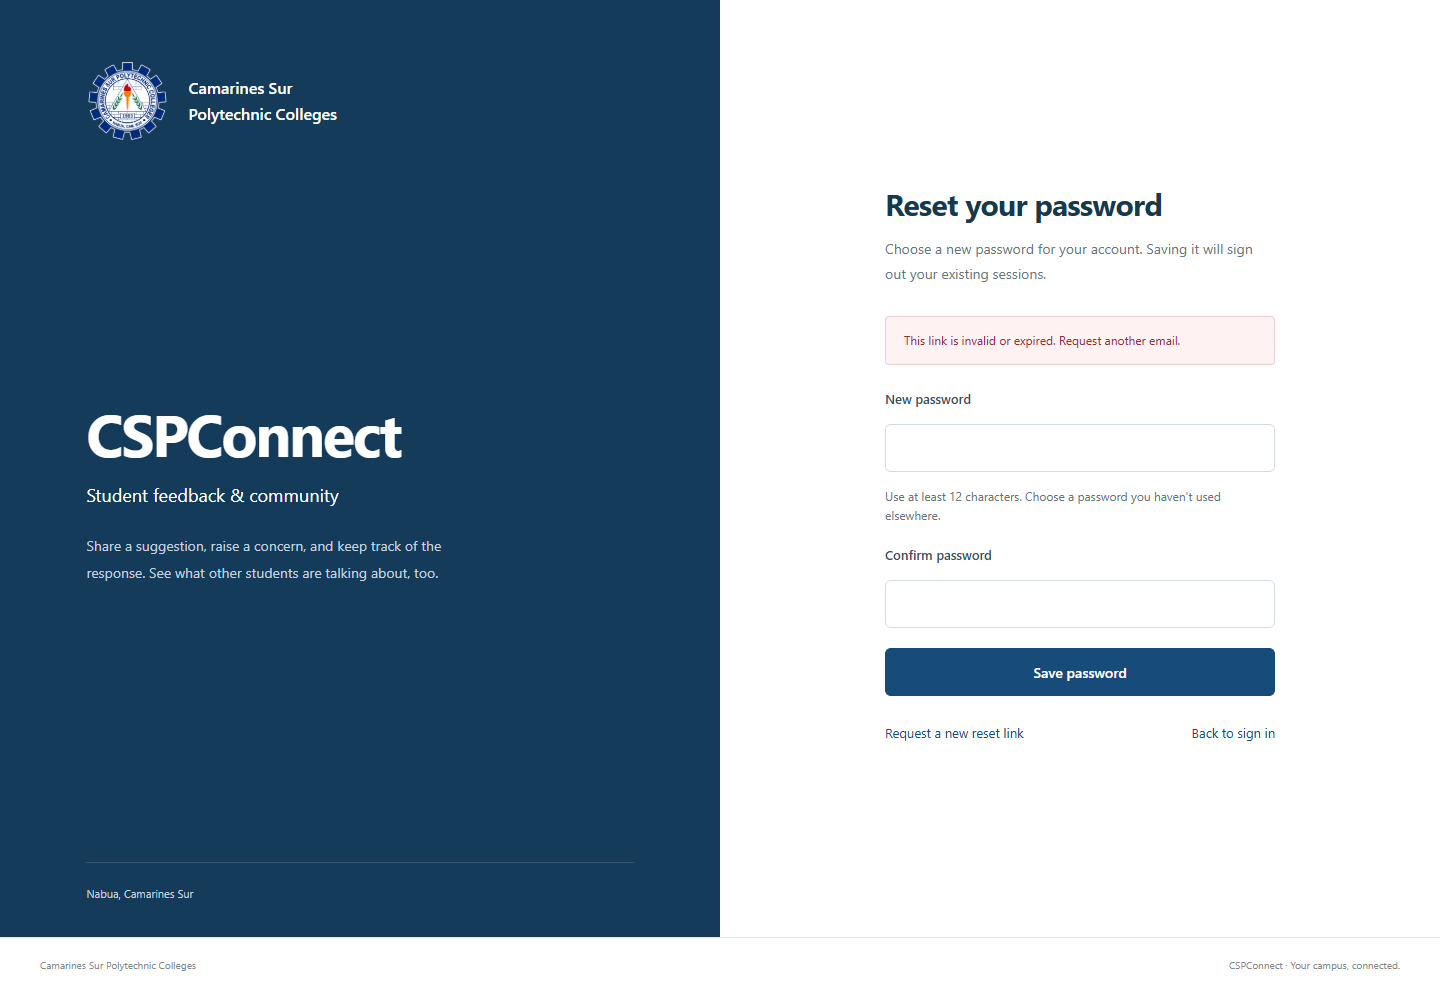 Camarines Sur
Polytechnic Colleges
CSPConnect
Student feedback & community
Share a suggestion, raise a concern, and keep track of the
response. See what other students are talking about, too.
Nabua, Camarines Sur
Reset your password
Choose a new password for your account. Saving it will sign
out your existing sessions.
This link is invalid or expired. Request another email.
New password
Use at least 12 characters. Choose a password you haven't used
elsewhere.
Confirm password
Save password
Request a new reset link
Back to sign in
Camarines Sur Polytechnic Colleges
CSPConnect · Your campus, connected.